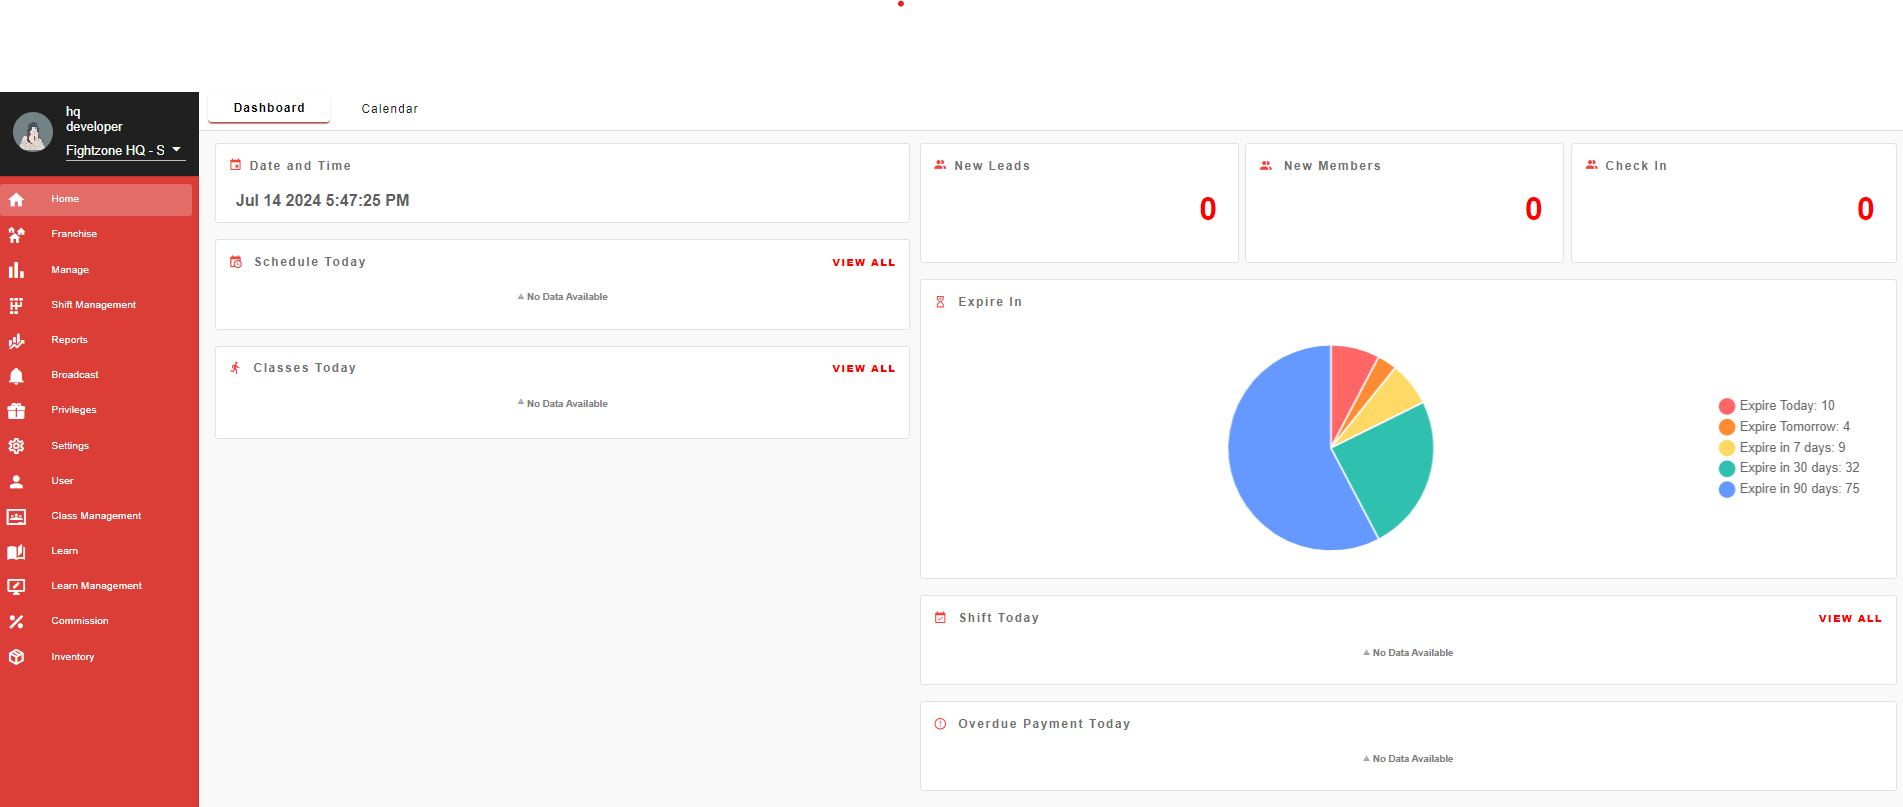 hq
developer
Fightzone HQ - S
Home
Franchise
Manage
Shift Management
Reports
Broadcast
Privileges
Settings
User
Class Management
Learn
Learn Management
Commission
Inventory
Dashboard
Calendar
Date and Time
Jul 14 2024 5:47:25 PM
Schedule Today
VIEW ALL
No Data Available
Classes Today
VIEW ALL
No Data Available
New Leads
0
New Members
0
Check In
0
Expire In
Expire Today: 10
Expire Tomorrow: 4
Expire in 7 days: 9
Expire in 30 days: 32
Expire in 90 days: 75
Shift Today
VIEW ALL
No Data Available
Overdue Payment Today
No Data Available